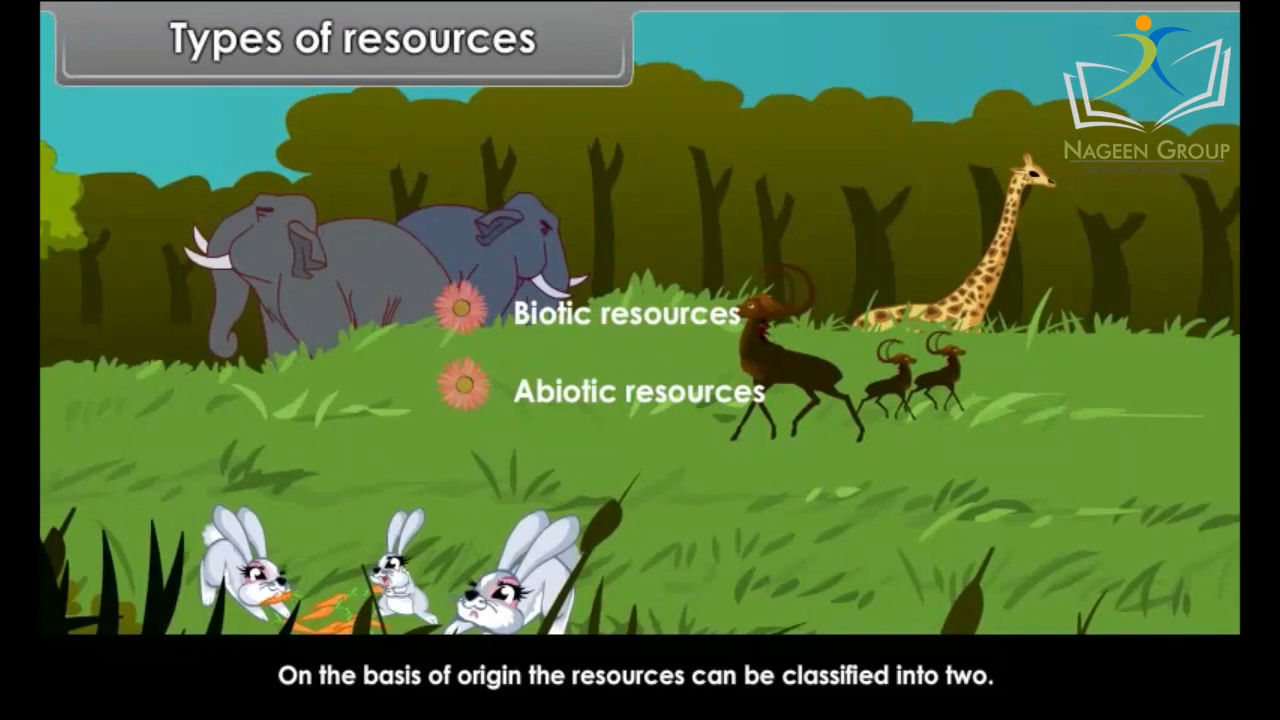 Types of resources
NAGEEN GROUP
Biotic resources
Abiotic resources
On the basis of origin the resources can be classified into two.